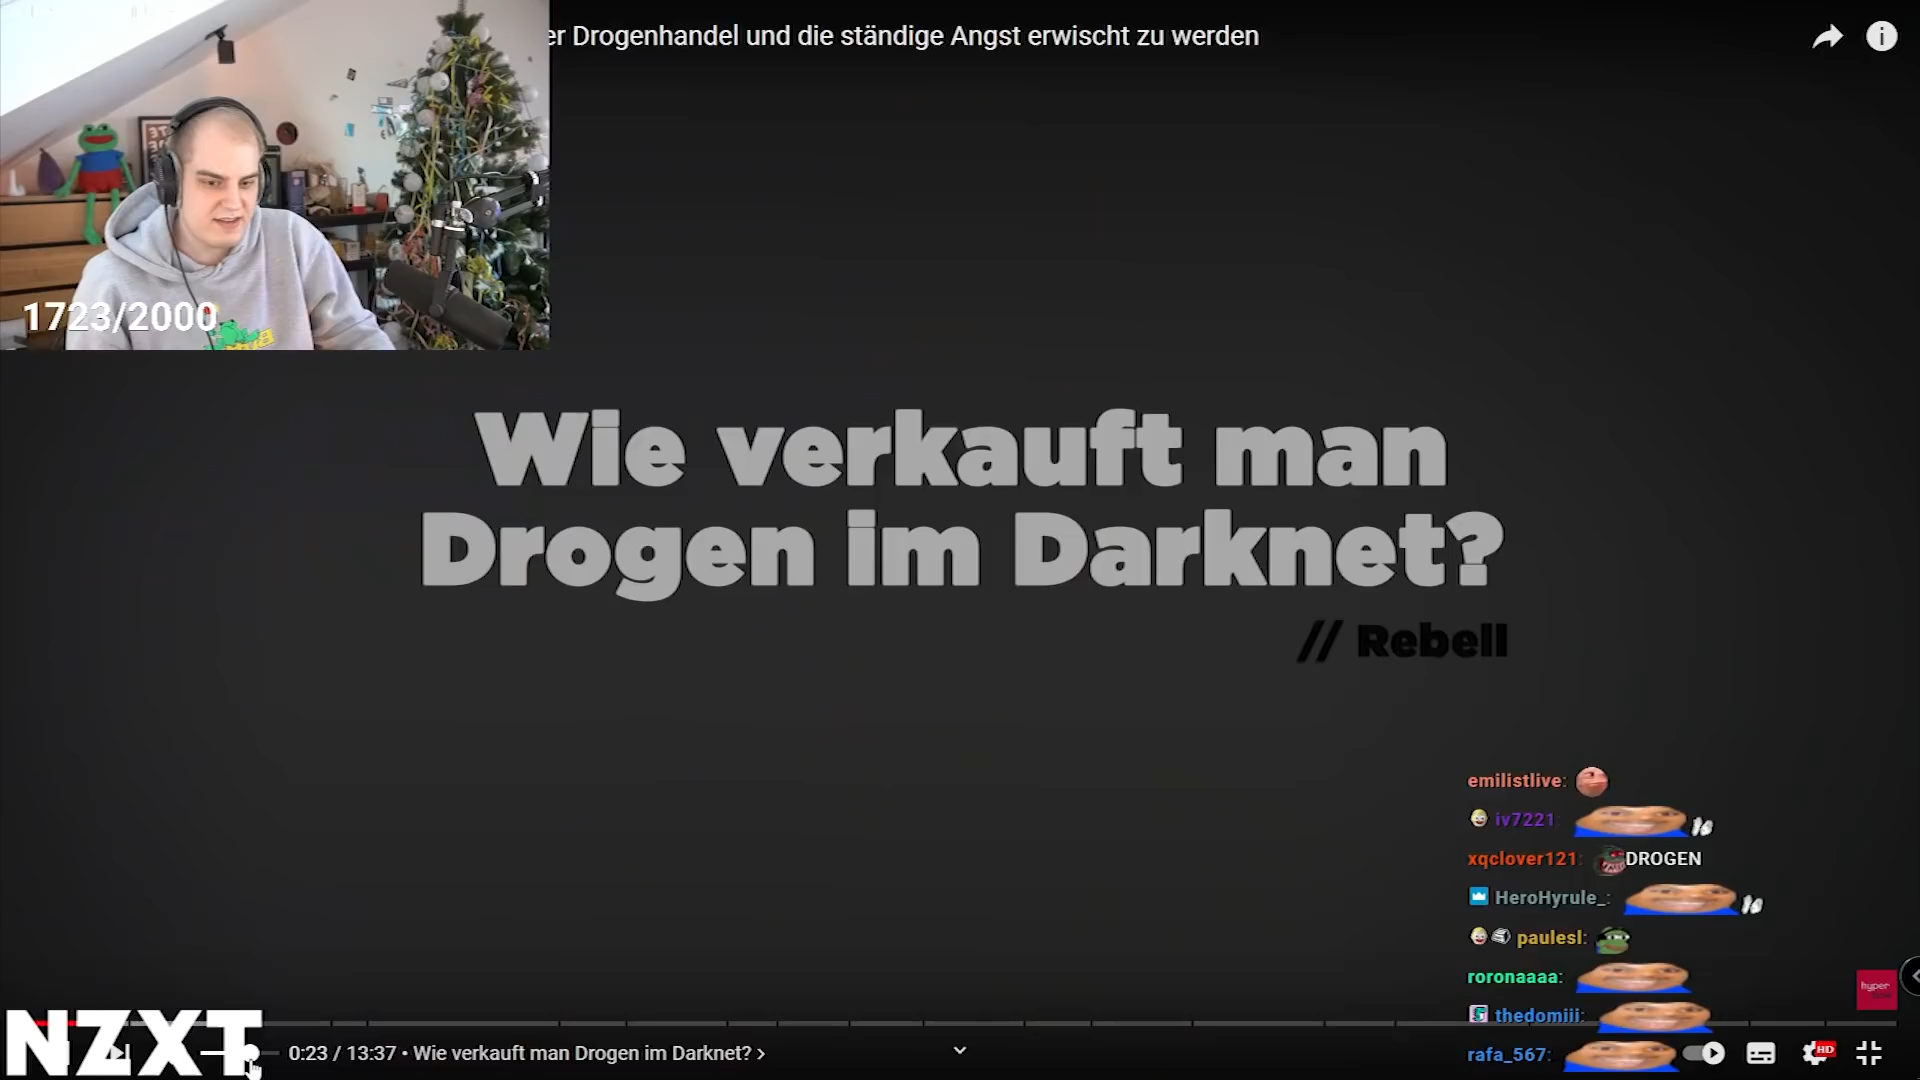 er Drogenhandel und die ständige Angst erwischt zu werden
1723/2000
Wie verkauft man
Drogen im Darknet?
// Rebell
emilistlive:
iv7221:
xqclover121: DROGEN
HeroHyrule_:
paulesl:
roronaaaa:
thedomiii:
rafa_567:
hyper
NZXT
0:23 / 13:37 • Wie verkauft man Drogen im Darknet? >
HD